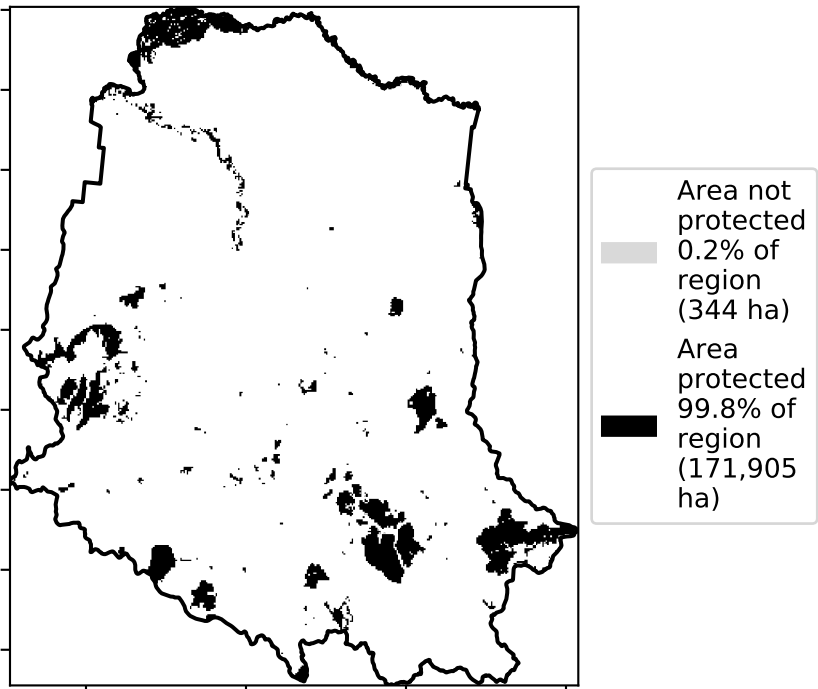 Area not
protected
0.2% of
region
(344 ha)
Area
protected
99.8% of
region
(171,905
ha)